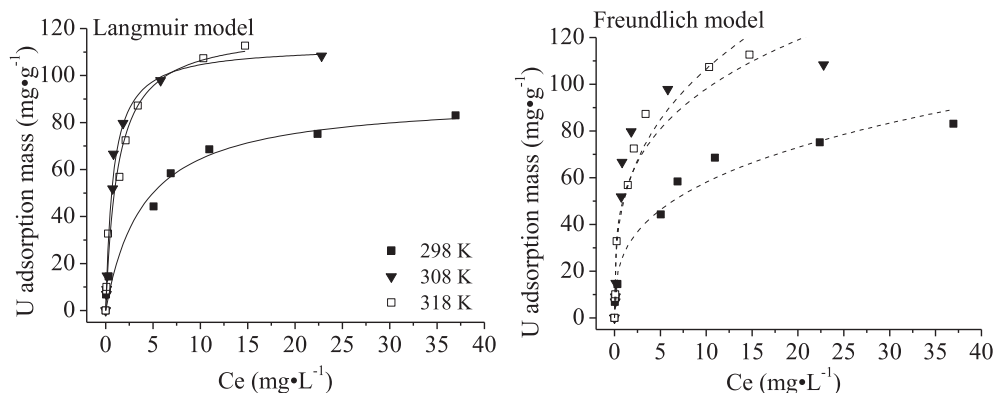 Langmuir model
U adsorption mass (mg•g⁻¹)
120
100
80
60
40
20
0
298 K
308 K
318 K
0 5 10 15 20 25 30 35 40
Ce (mg•L⁻¹)
Freundlich model
U adsorption mass (mg•g⁻¹)
120
100
80
60
40
20
0
0 5 10 15 20 25 30 35 40
Ce (mg•L⁻¹)